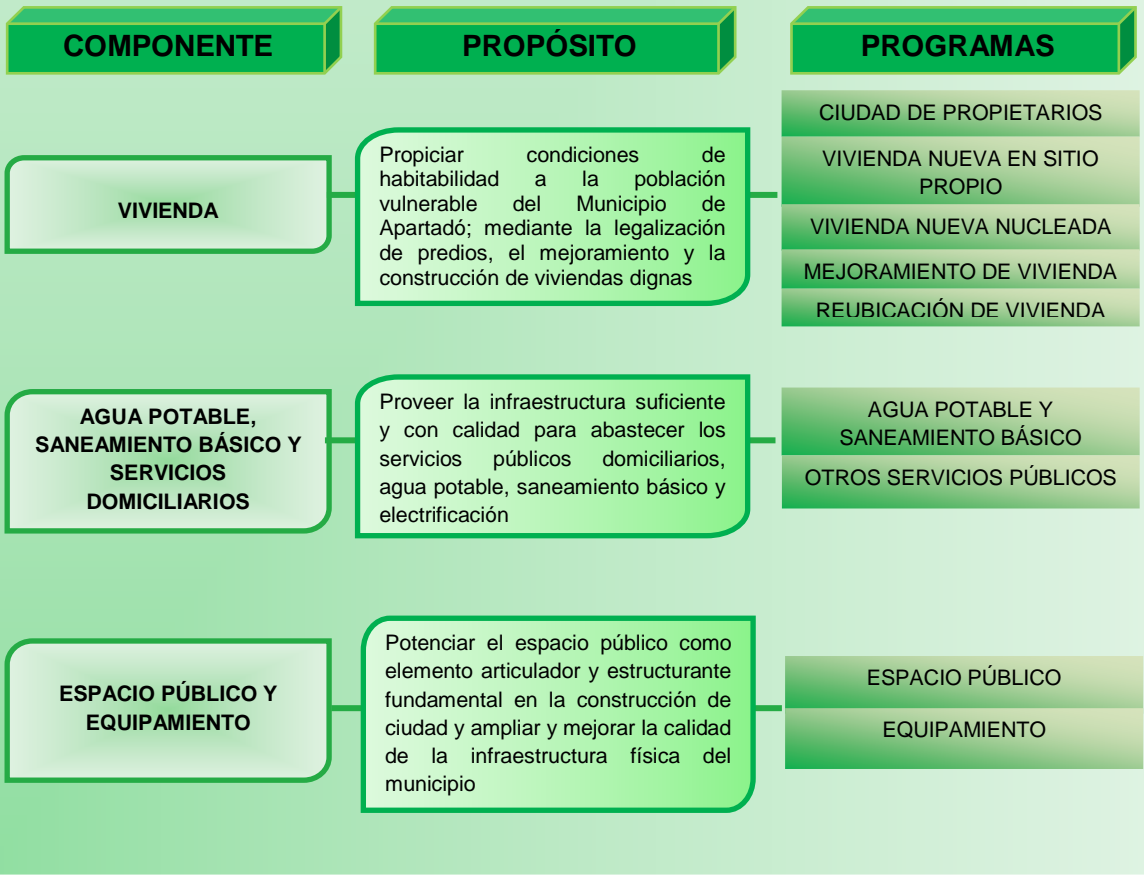 COMPONENTE
PROPÓSITO
PROGRAMAS
VIVIENDA
Propiciar condiciones de
habitabilidad a la población
vulnerable del Municipio de
Apartadó; mediante la legalización
de predios, el mejoramiento y la
construcción de viviendas dignas
CIUDAD DE PROPIETARIOS
VIVIENDA NUEVA EN SITIO
PROPIO
VIVIENDA NUEVA NUCLEADA
MEJORAMIENTO DE VIVIENDA
REUBICACIÓN DE VIVIENDA
AGUA POTABLE,
SANEAMIENTO BÁSICO Y
SERVICIOS
DOMICILIARIOS
Proveer la infraestructura suficiente
y con calidad para abastecer los
servicios públicos domiciliarios,
agua potable, saneamiento básico y
electrificación
AGUA POTABLE Y
SANEAMIENTO BÁSICO
OTROS SERVICIOS PÚBLICOS
ESPACIO PÚBLICO Y
EQUIPAMIENTO
Potenciar el espacio público como
elemento articulador y estructurante
fundamental en la construcción de
ciudad y ampliar y mejorar la calidad
de la infraestructura física del
municipio
ESPACIO PÚBLICO
EQUIPAMIENTO